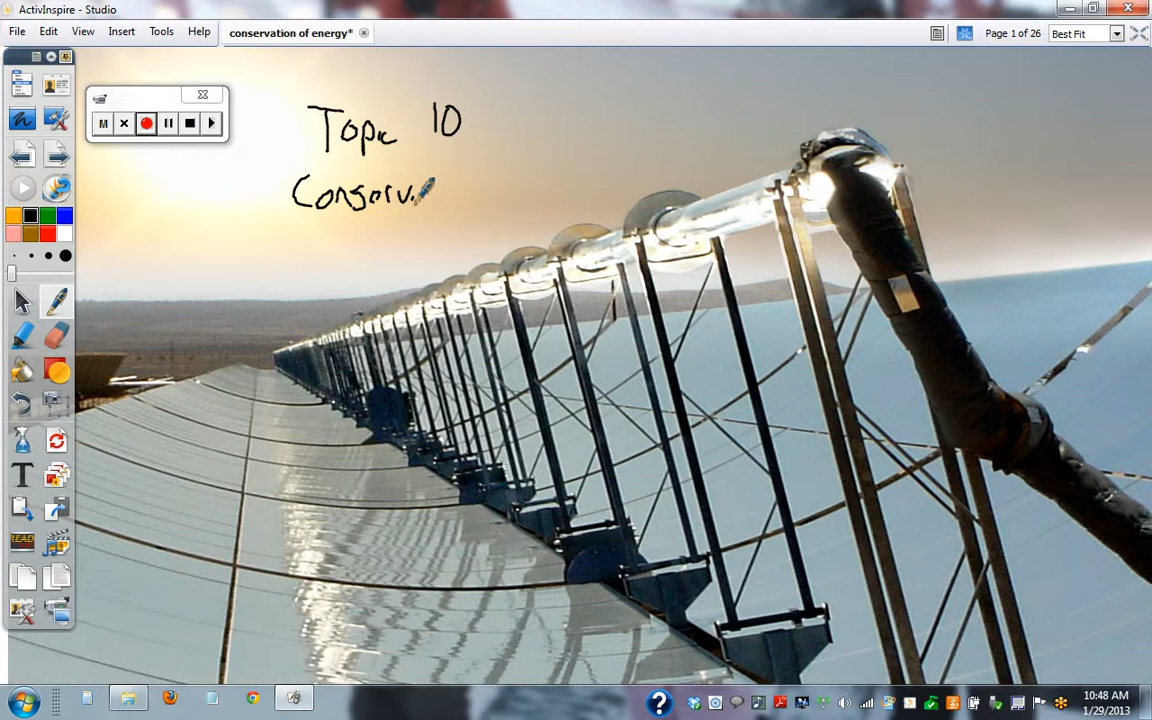 ActivInspire - Studio
File Edit View Insert Tools Help
conservation of energy*
Page 1 of 26
Best Fit
M
Topic 10
Conserv
T
READ
10:48 AM
1/29/2013